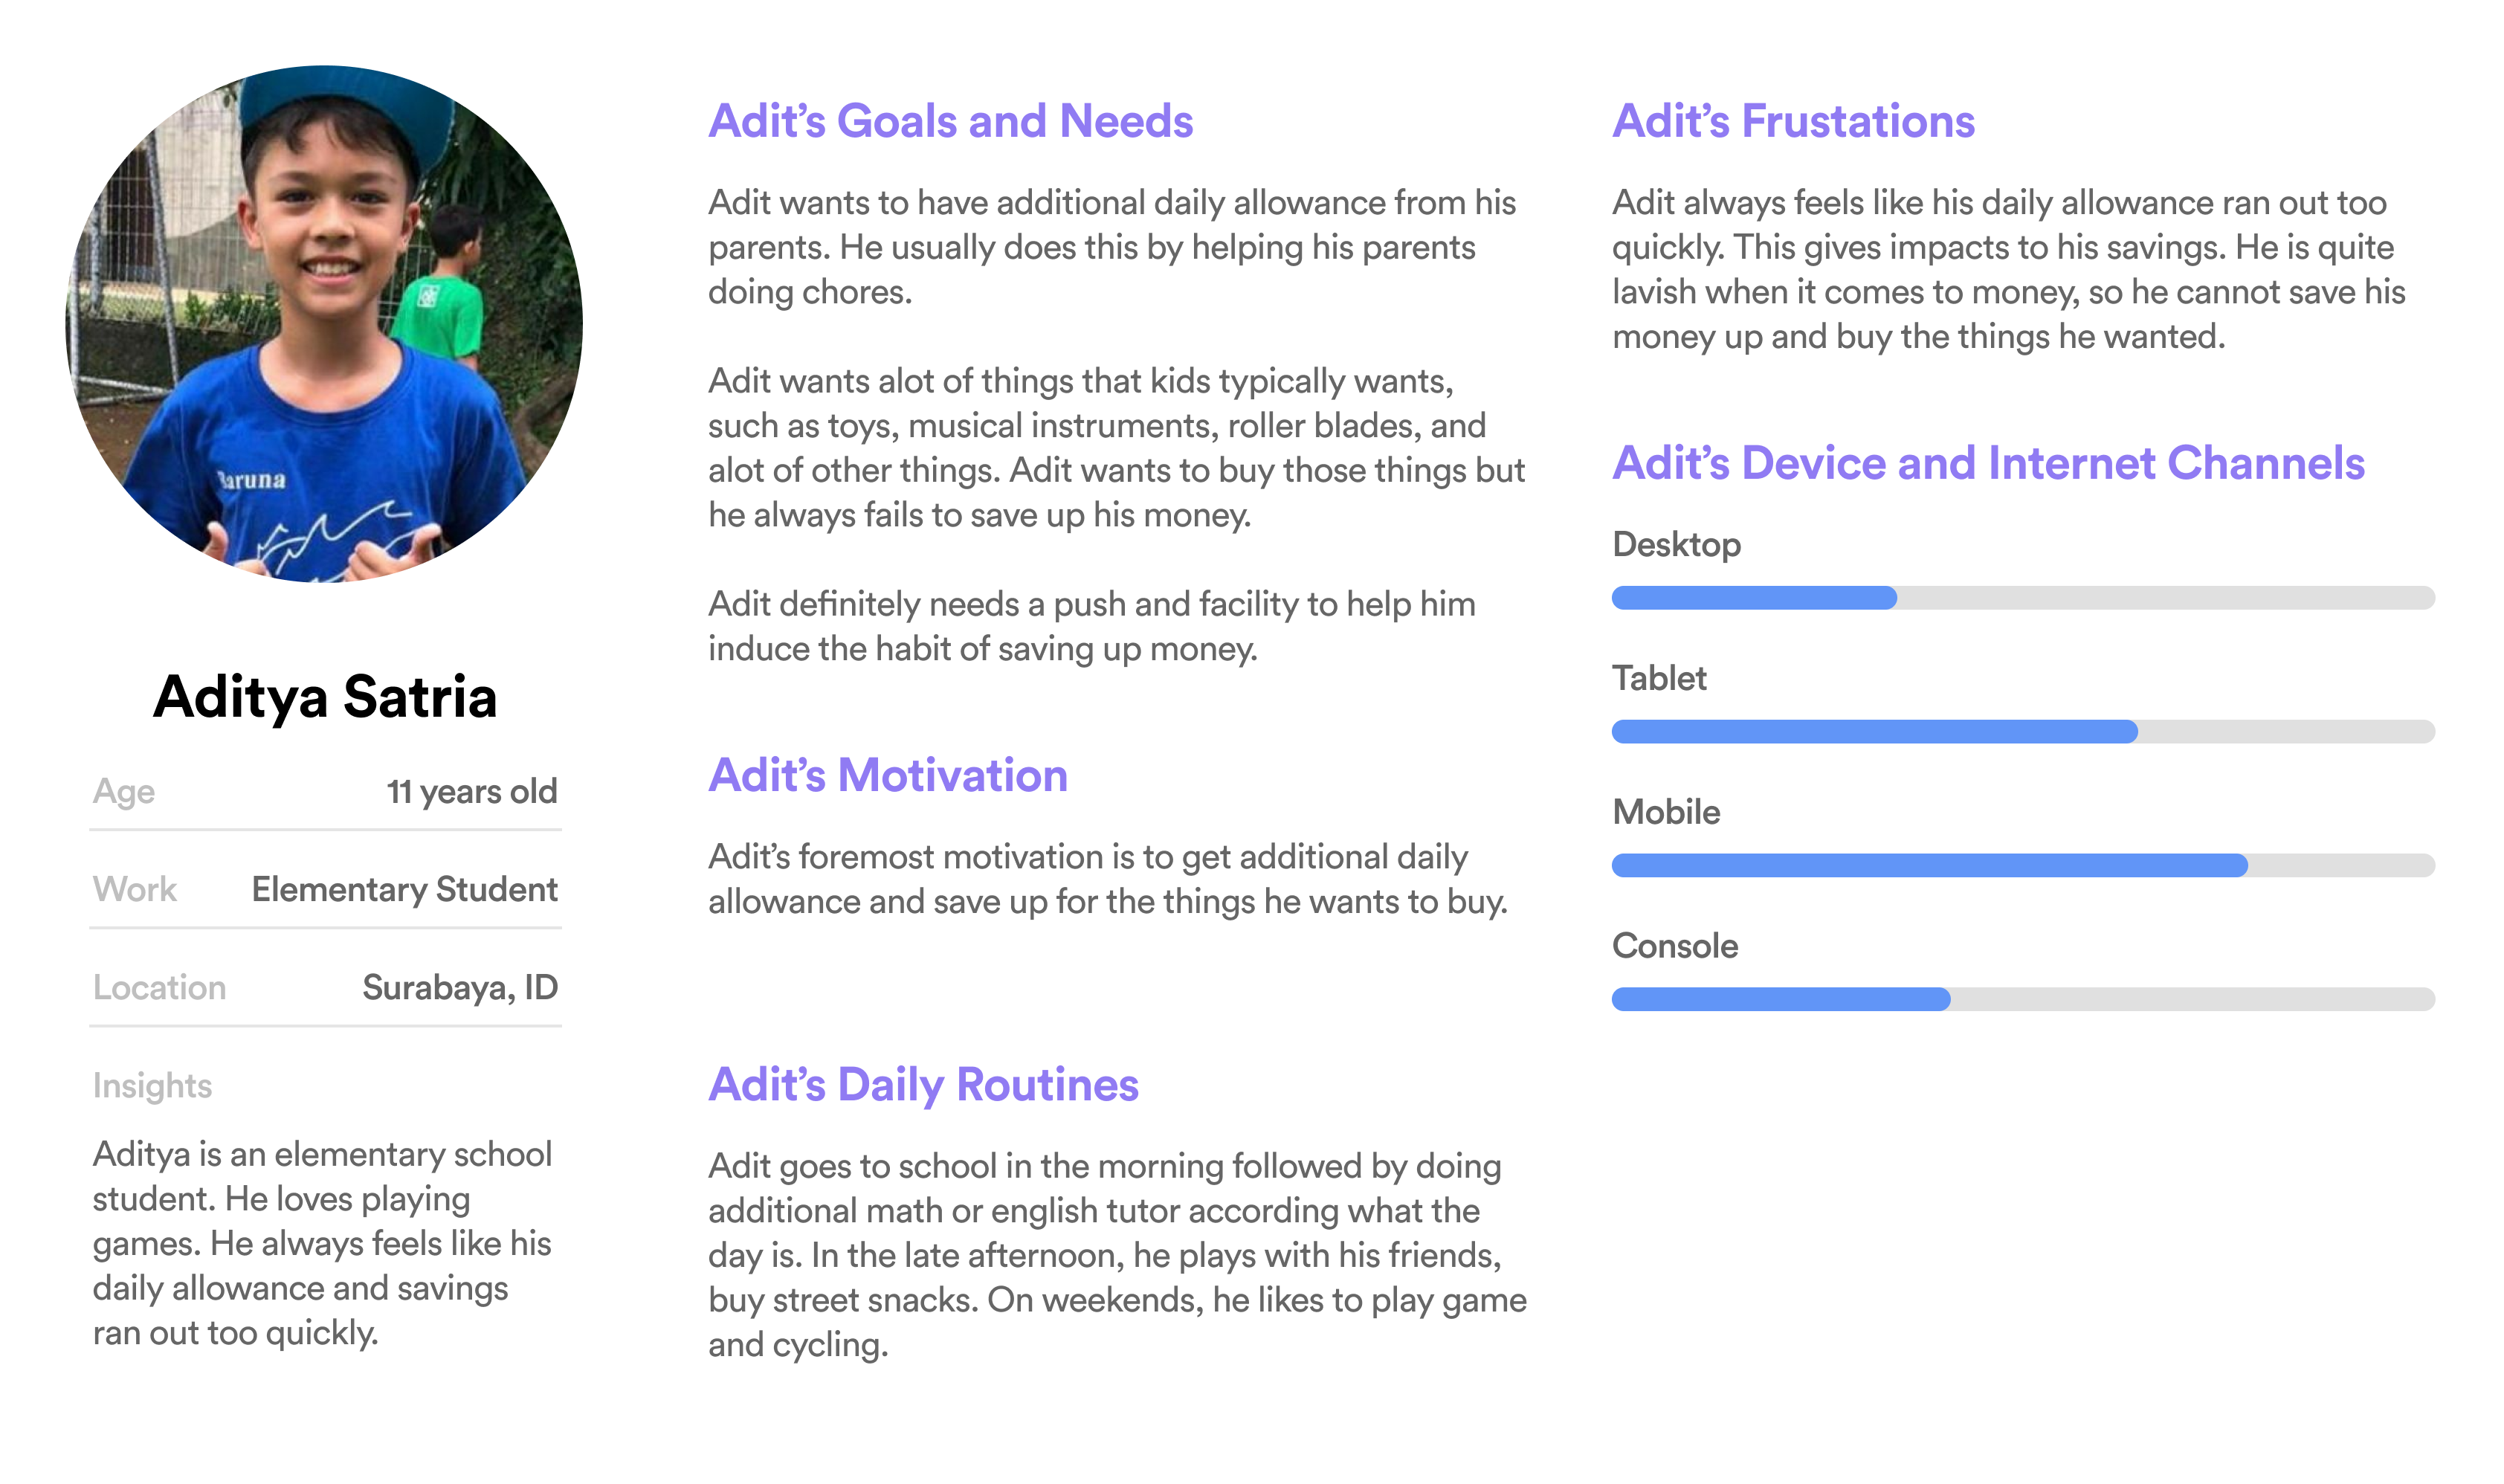 Baruna
Aditya Satria
Age 11 years old
Work Elementary Student
Location Surabaya, ID
Insights
Aditya is an elementary school
student. He loves playing
games. He always feels like his
daily allowance and savings
ran out too quickly.
Adit’s Goals and Needs
Adit wants to have additional daily allowance from his
parents. He usually does this by helping his parents
doing chores.
Adit wants alot of things that kids typically wants,
such as toys, musical instruments, roller blades, and
alot of other things. Adit wants to buy those things but
he always fails to save up his money.
Adit definitely needs a push and facility to help him
induce the habit of saving up money.
Adit’s Motivation
Adit’s foremost motivation is to get additional daily
allowance and save up for the things he wants to buy.
Adit’s Daily Routines
Adit goes to school in the morning followed by doing
additional math or english tutor according what the
day is. In the late afternoon, he plays with his friends,
buy street snacks. On weekends, he likes to play game
and cycling.
Adit’s Frustations
Adit always feels like his daily allowance ran out too
quickly. This gives impacts to his savings. He is quite
lavish when it comes to money, so he cannot save his
money up and buy the things he wanted.
Adit’s Device and Internet Channels
Desktop
Tablet
Mobile
Console